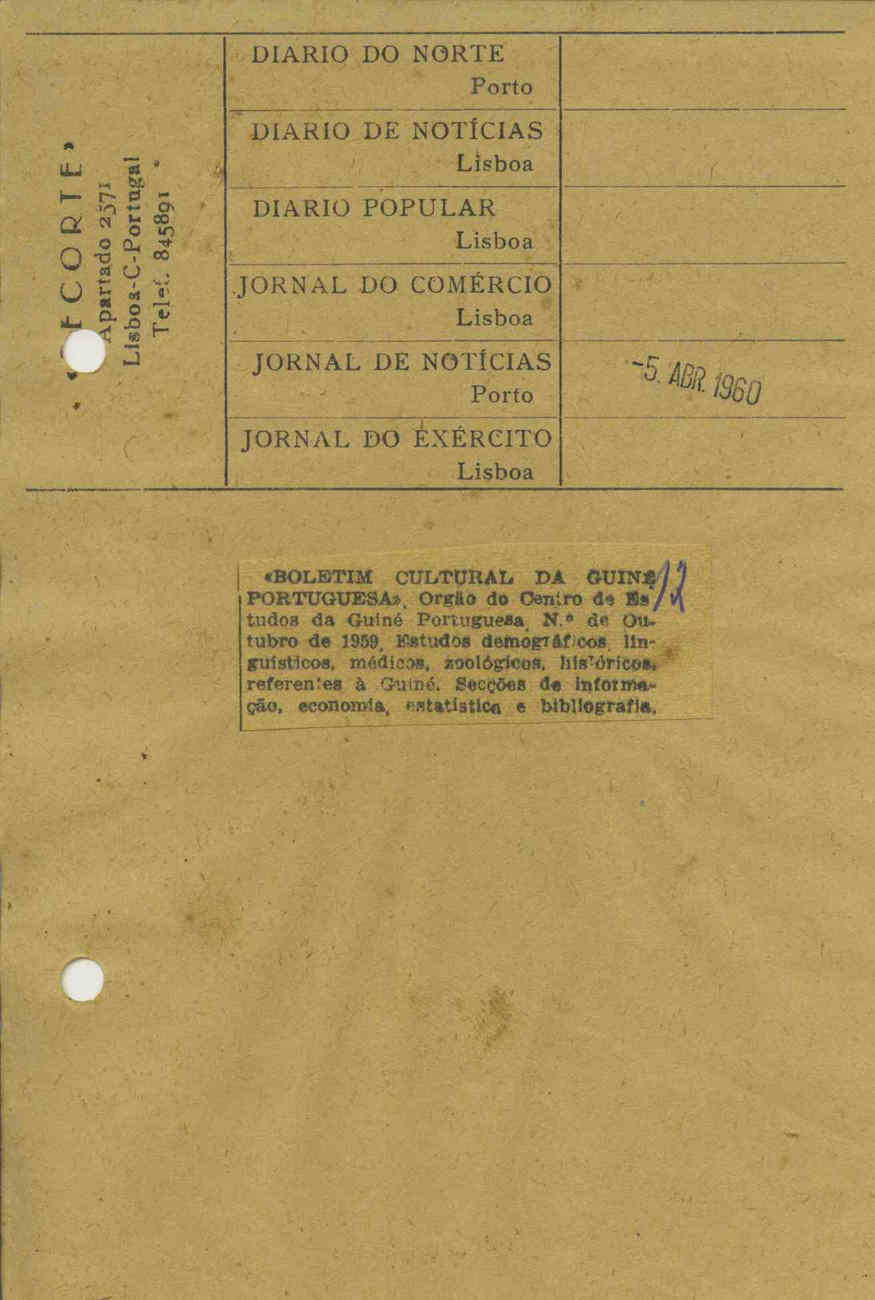 CORTE»
Apartado 2371
Lisboa-C-Portugal
Telef. 845891
DIARIO DO NORTE
Porto
DIARIO DE NOTÍCIAS
Lisboa
DIARIO POPULAR
Lisboa
JORNAL DO COMÉRCIO
Lisboa
JORNAL DE NOTÍCIAS
Porto
-5. ABR. 1960
JORNAL DO EXÉRCITO
Lisboa
«BOLETIM CULTURAL DA GUINÉ
PORTUGUESA», Orgão do Centro de Es
tudos da Guiné Portuguesa, N.º de Ou-
tubro de 1959, Estudos demográficos, lin-
guísticos, médicos, zoológicos, históricos,
referentes à Guiné. Secções de informa-
ção, economia, estatística e bibliografia.